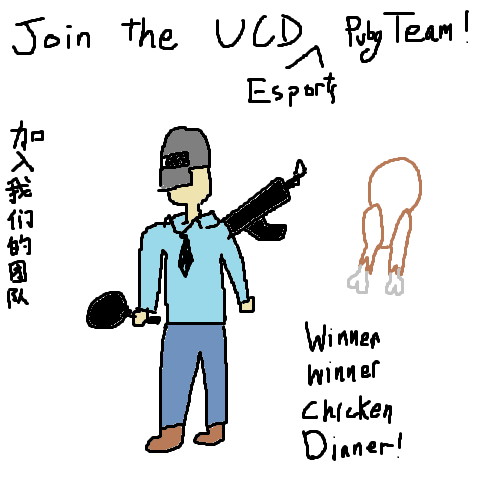 Join the UCD Pubg Team!
Esports
加入我们的团队
Winner
Winner
Chicken
Dinner!